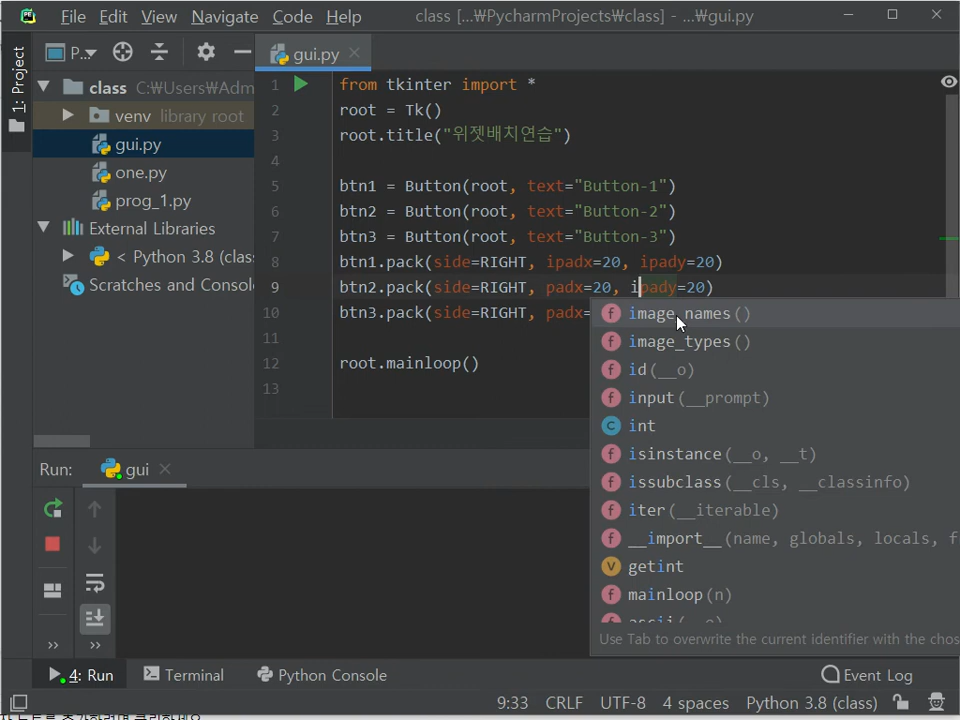 File Edit View Navigate Code Help class [...₩PycharmProjects₩class] - ...₩gui.py
1: Project
P...
gui.py
class C:₩Users₩Adm
venv library root
gui.py
one.py
prog_1.py
External Libraries
< Python 3.8 (clas
Scratches and Consol
1 from tkinter import *
2 root = Tk()
3 root.title("위젯배치연습")
4
5 btn1 = Button(root, text="Button-1")
6 btn2 = Button(root, text="Button-2")
7 btn3 = Button(root, text="Button-3")
8 btn1.pack(side=RIGHT, ipadx=20, ipady=20)
9 btn2.pack(side=RIGHT, padx=20, ipady=20)
10 btn3.pack(side=RIGHT, padx=
11
12 root.mainloop()
13
image_names()
image_types()
id(__o)
input(__prompt)
int
isinstance(__o, __t)
issubclass(__cls, __classinfo)
iter(__iterable)
__import__(name, globals, locals, f
getint
mainloop(n)
Use Tab to overwrite the current identifier with the chos
Run: gui
4: Run Terminal Python Console Event Log
9:33 CRLF UTF-8 4 spaces Python 3.8 (class)